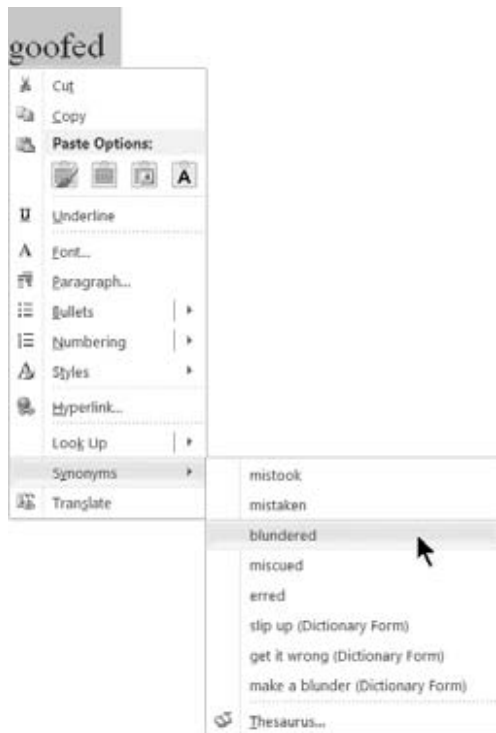 goofed
Cut
Copy
Paste Options:
A
U Underline
A Font...
Paragraph...
Bullets
Numbering
Styles
Hyperlink...
Look Up
Synonyms
Translate
mistook
mistaken
blundered
miscued
erred
slip up (Dictionary Form)
get it wrong (Dictionary Form)
make a blunder (Dictionary Form)
Thesaurus...